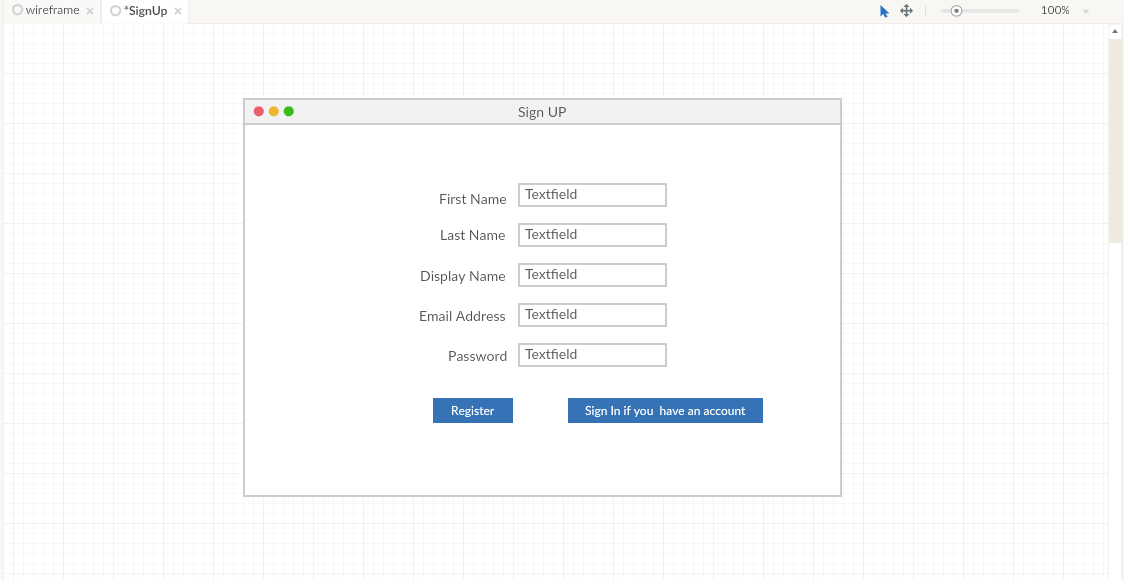 wireframe
*SignUp
100%
Sign UP
First Name Textfield
Last Name Textfield
Display Name Textfield
Email Address Textfield
Password Textfield
Register
Sign In if you  have an account